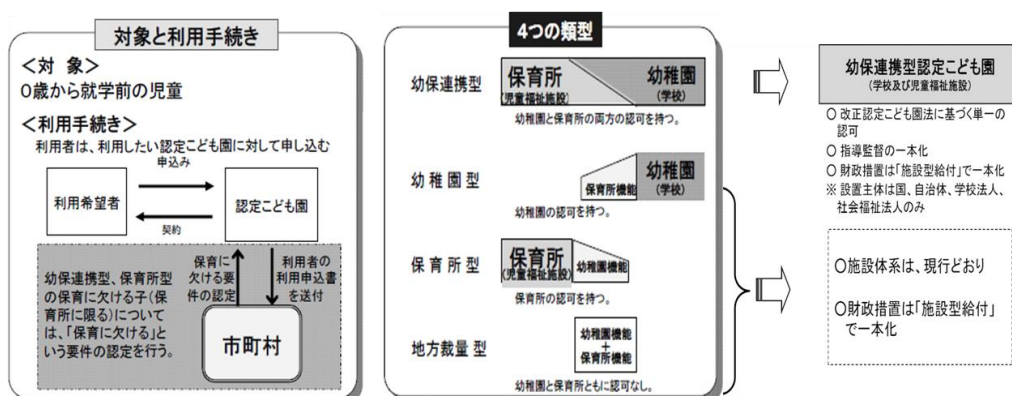 対象と利用手続き
＜対 象＞
0歳から就学前の児童
＜利用手続き＞
利用者は、利用したい認定こども園に対して申し込む
申込み
利用希望者
認定こども園
契約
幼保連携型、保育所型
の保育に欠ける子(保
育所に限る)について
は、「保育に欠ける」と
いう要件の認定を行う。
保育に
欠ける要
件の認定
利用者の
利用申込書
を送付
市町村
4つの類型
幼保連携型
保育所
(児童福祉施設)
幼稚園
(学校)
幼稚園と保育所の両方の認可を持つ。
幼稚園型
保育所機能
幼稚園
(学校)
幼稚園の認可を持つ。
保育所型
保育所
(児童福祉施設)
幼稚園機能
保育所の認可を持つ。
地方裁量型
幼稚園機能
＋
保育所機能
幼稚園と保育所ともに認可なし。
幼保連携型認定こども園
(学校及び児童福祉施設)
○ 改正認定こども園法に基づく単一の
認可
○ 指導監督の一本化
○ 財政措置は「施設型給付」で一本化
※ 設置主体は国、自治体、学校法人、
社会福祉法人のみ
○施設体系は、現行どおり
○財政措置は「施設型給付」
で一本化